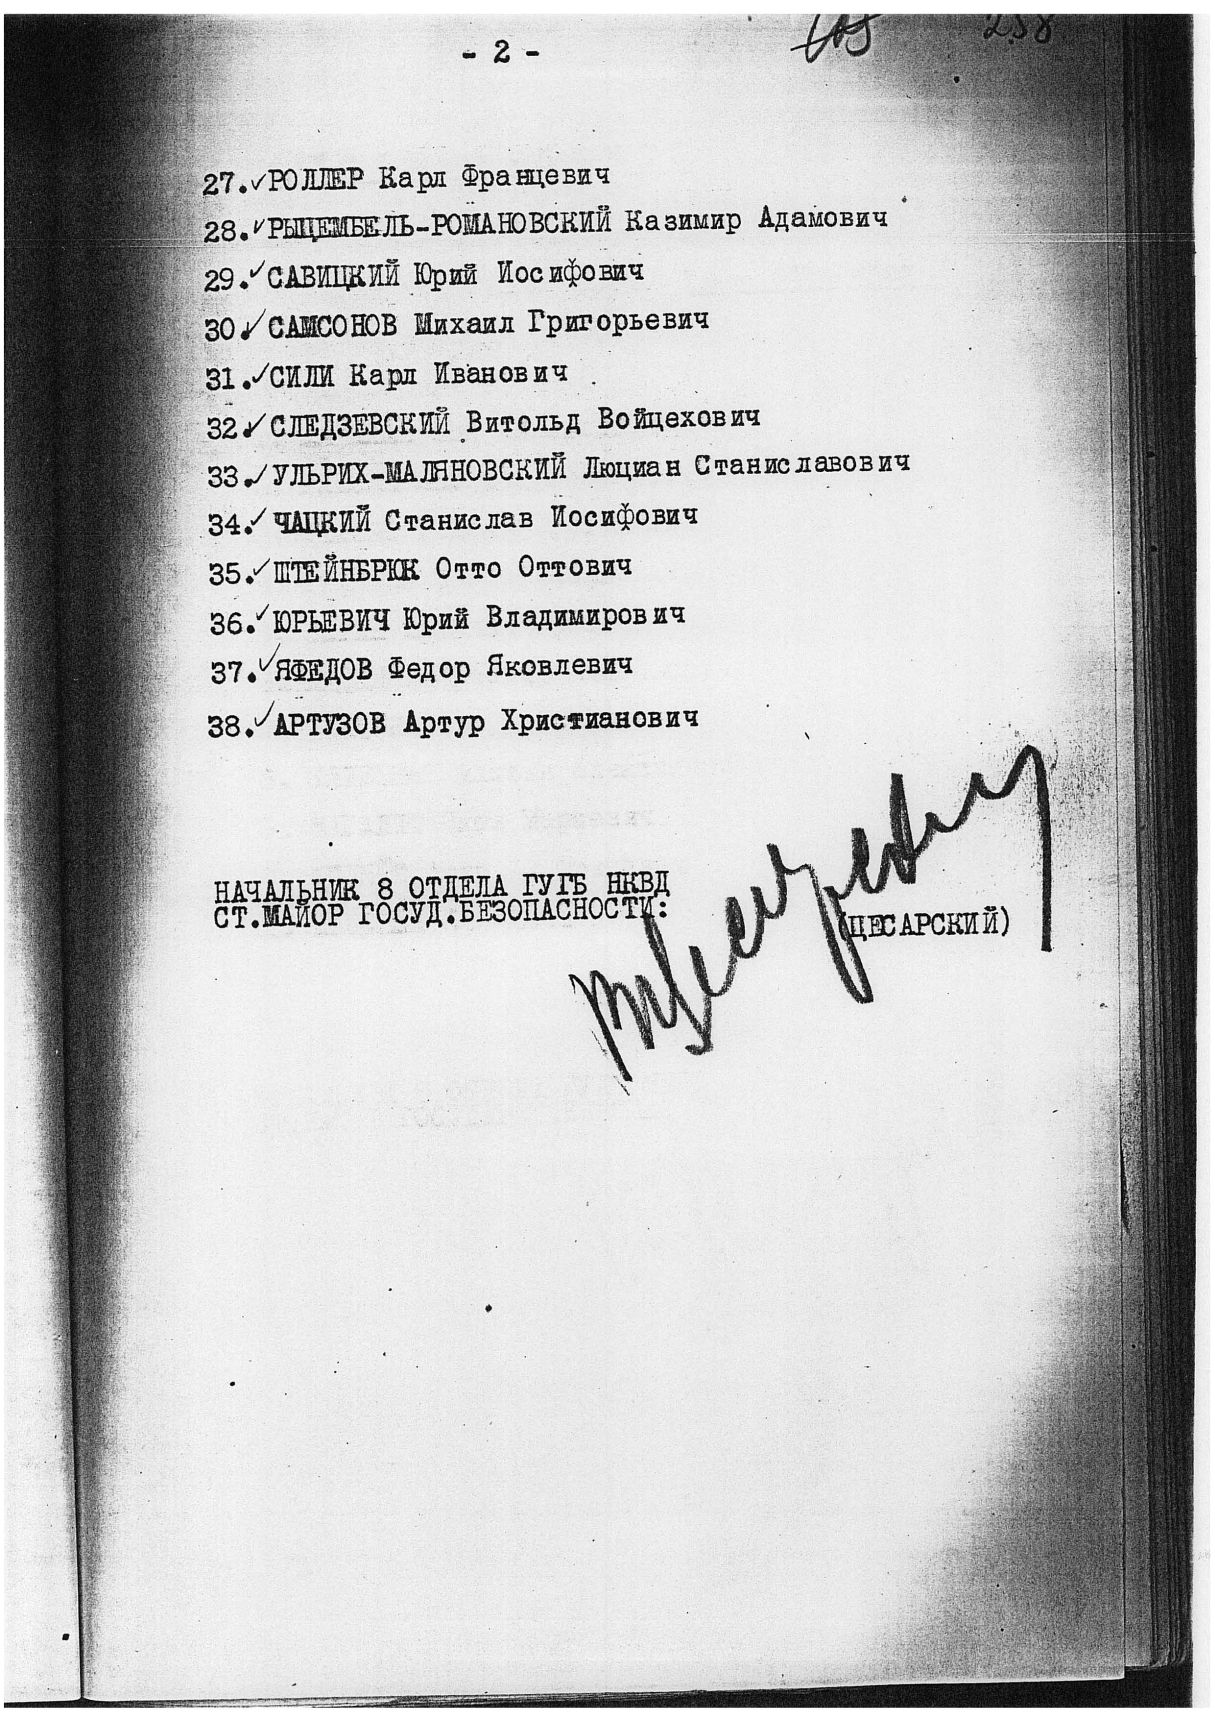 - 2 -
238
27. ✓ РОЛЛЕР Карл Францевич
28. ✓ РЫЦЕМБЕЛЬ-РОМАНОВСКИЙ Казимир Адамович
29. ✓ САВИЦКИЙ Юрий Иосифович
30. ✓ САМСОНОВ Михаил Григорьевич
31. ✓ СИЛИ Карл Иванович
32. ✓ СЛЕДЗЕВСКИЙ Витольд Войцехович
33. ✓ УЛЬРИХ-МАЛЯНОВСКИЙ Люциан Станиславович
34. ✓ ЧАЦКИЙ Станислав Иосифович
35. ✓ ШТЕЙНБРЮК Отто Оттович
36. ✓ ЮРЬЕВИЧ Юрий Владимирович
37. ✓ ЯФЕДОВ Федор Яковлевич
38. ✓ АРТУЗОВ Артур Христианович
НАЧАЛЬНИК 8 ОТДЕЛА ГУГБ НКВД
СТ.МАЙОР ГОСУД.БЕЗОПАСНОСТИ: (ЦЕСАРСКИЙ)